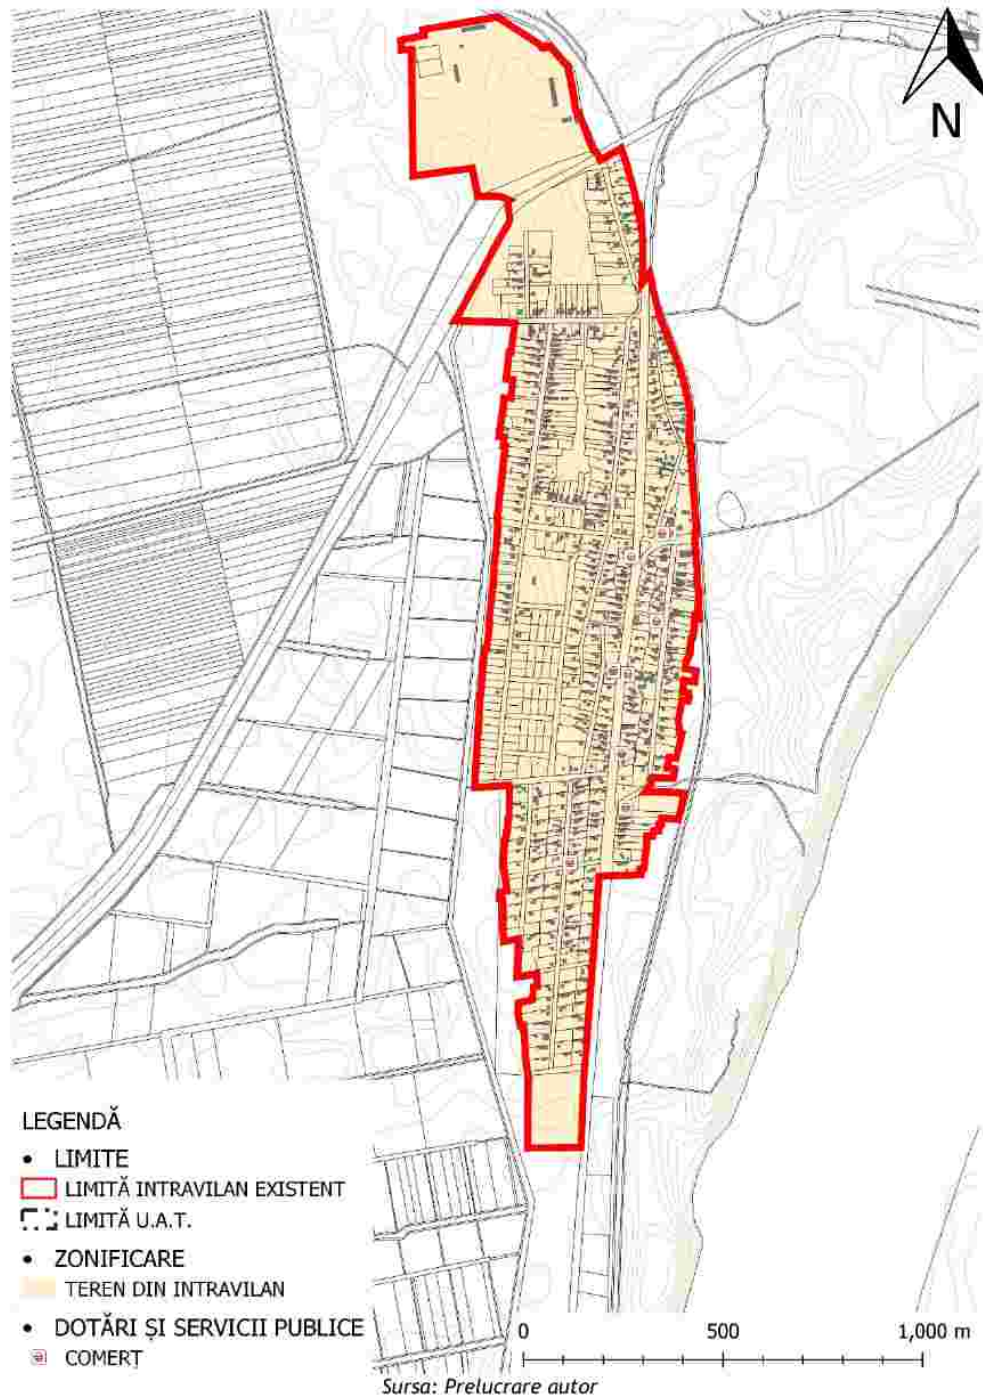 N
LEGENDĂ
• LIMITE
LIMITĂ INTRAVILAN EXISTENT
LIMITĂ U.A.T.
• ZONIFICARE
TEREN DIN INTRAVILAN
• DOTĂRI ȘI SERVICII PUBLICE
COMERȚ
0 500 1,000 m
Sursa: Prelucrare autor